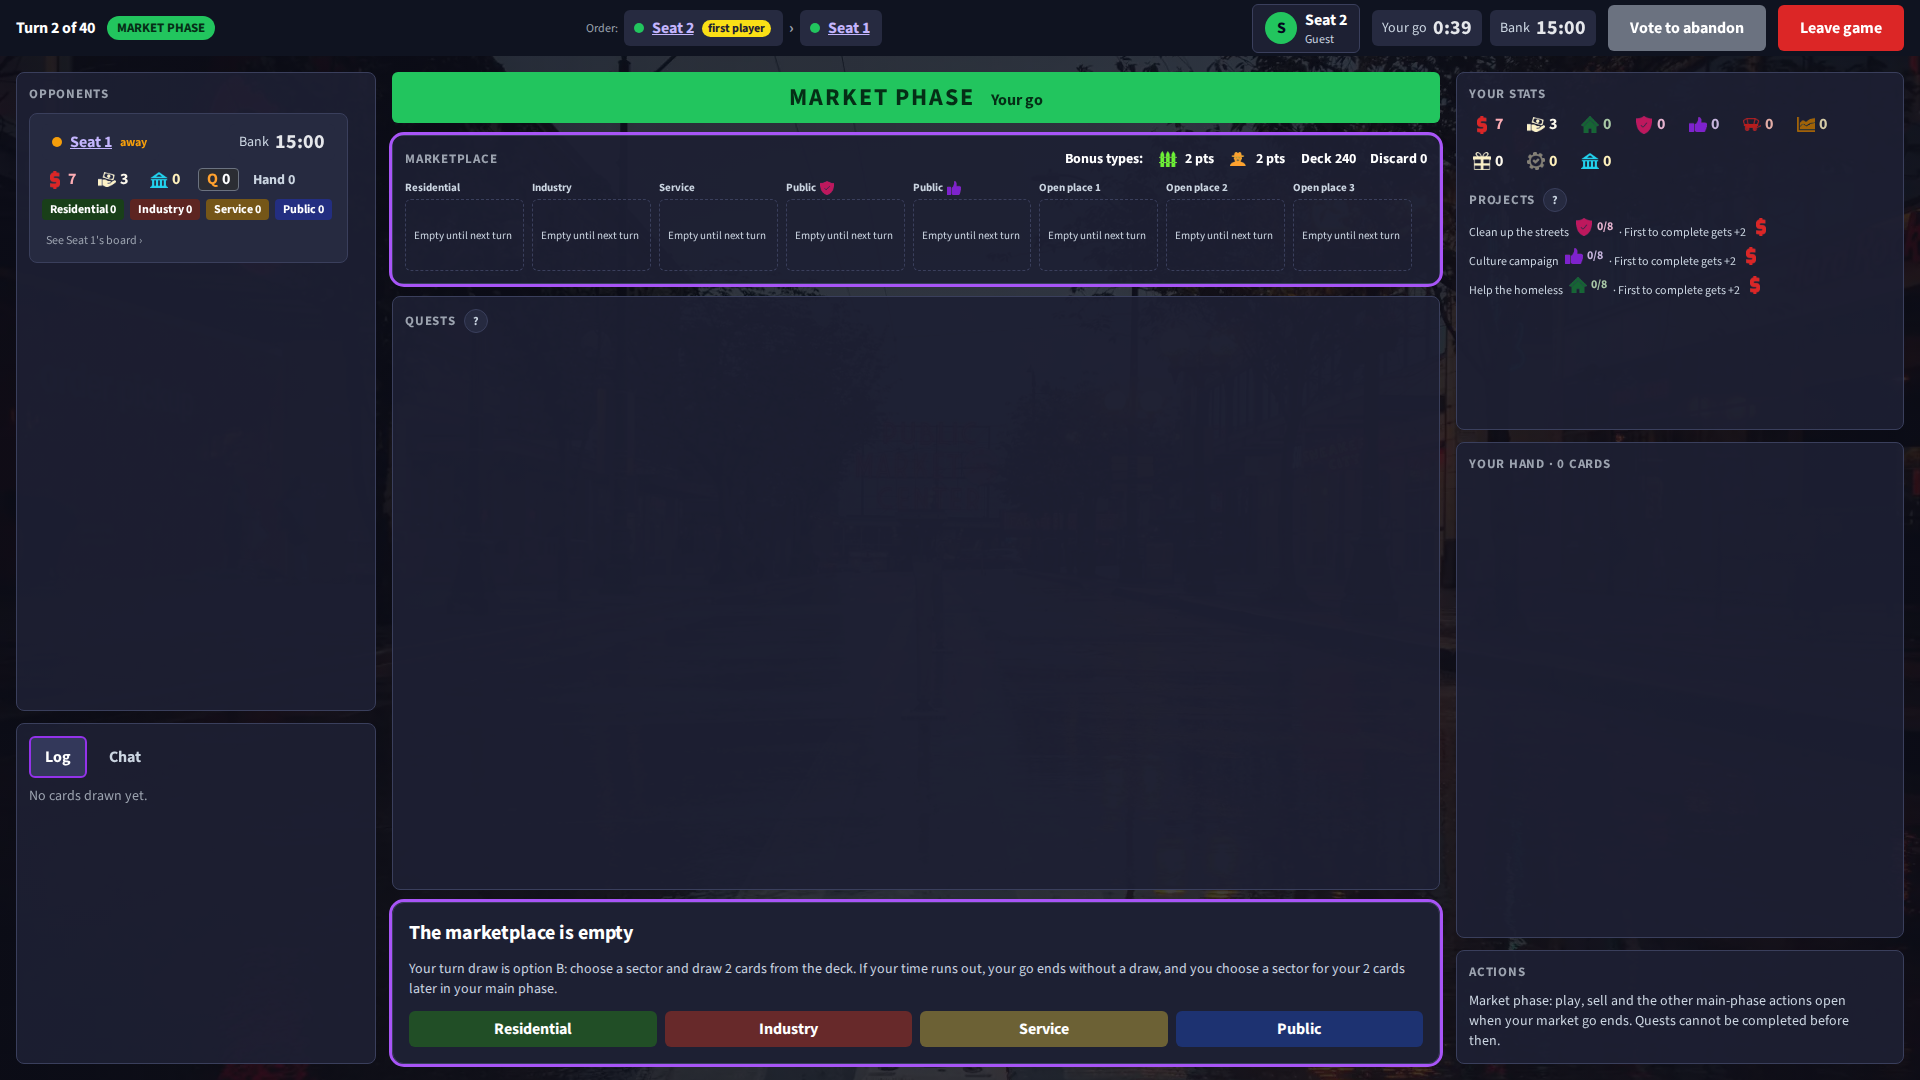 Turn 2 of 40 MARKET PHASE
Order: Seat 2 first player › Seat 1
S Seat 2 Guest
Your go 0:39
Bank 15:00
Vote to abandon
Leave game
OPPONENTS
Seat 1 away Bank 15:00
7 3 0 Q 0 Hand 0
Residential 0 Industry 0 Service 0 Public 0
See Seat 1's board ›
Log Chat
No cards drawn yet.
MARKET PHASE Your go
MARKETPLACE Bonus types: 2 pts 2 pts Deck 240 Discard 0
Residential Industry Service Public Public Open place 1 Open place 2 Open place 3
Empty until next turn Empty until next turn Empty until next turn Empty until next turn Empty until next turn Empty until next turn Empty until next turn Empty until next turn
QUESTS ?
The marketplace is empty
Your turn draw is option B: choose a sector and draw 2 cards from the deck. If your time runs out, your go ends without a draw, and you choose a sector for your 2 cards
later in your main phase.
Residential Industry Service Public
YOUR STATS
$ 7 3 0 0 0 0 0
0 0 0
PROJECTS ?
Clean up the streets 0/8 · First to complete gets +2 $
Culture campaign 0/8 · First to complete gets +2 $
Help the homeless 0/8 · First to complete gets +2 $
YOUR HAND · 0 CARDS
ACTIONS
Market phase: play, sell and the other main-phase actions open
when your market go ends. Quests cannot be completed before
then.